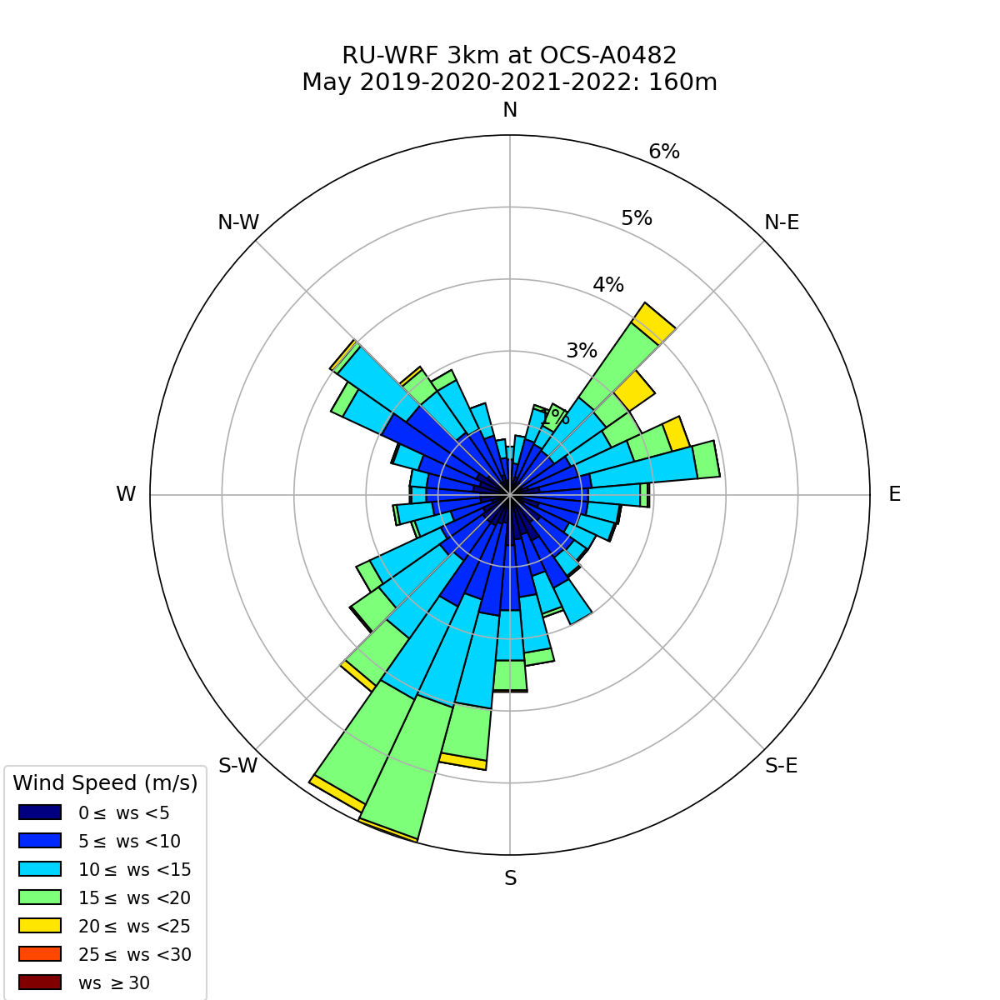 RU-WRF 3km at OCS-A0482
May 2019-2020-2021-2022: 160m
N
6%
N-W
5%
N-E
4%
3%
1%
W
E
S-W
S-E
S
Wind Speed (m/s)
0≤ ws <5
5≤ ws <10
10≤ ws <15
15≤ ws <20
20≤ ws <25
25≤ ws <30
ws ≥30